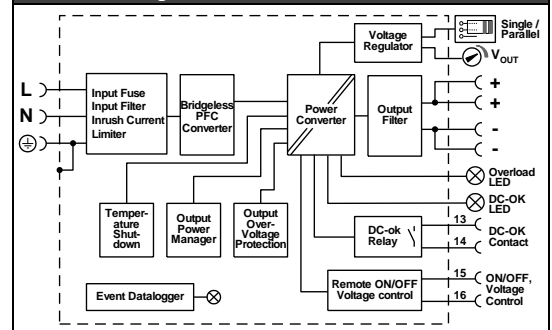 Voltage
Regulator
Single /
Parallel
VOUT
L
N
Input Fuse
Input Filter
Inrush Current
Limiter
Bridgeless
PFC
Converter
Power
Converter
Output
Filter
+
+
-
-
Overload
LED
DC-OK
LED
Temper-
ature
Shut-
down
Output
Power
Manager
Output
Over-
Voltage
Protection
DC-ok
Relay
13
14
DC-OK
Contact
Event Datalogger
Remote ON/OFF
Voltage control
15
16
ON/OFF,
Voltage
Control